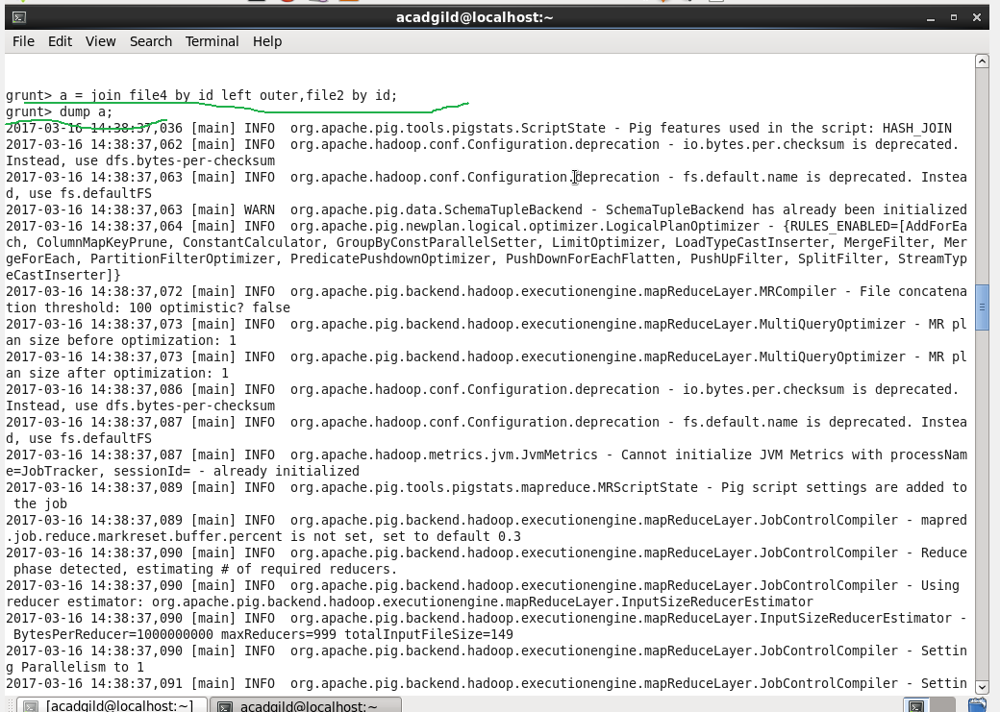 acadgild@localhost:~
File Edit View Search Terminal Help
grunt> a = join file4 by id left outer,file2 by id;
grunt> dump a;
2017-03-16 14:38:37,036 [main] INFO  org.apache.pig.tools.pigstats.ScriptState - Pig features used in the script: HASH_JOIN
2017-03-16 14:38:37,062 [main] INFO  org.apache.hadoop.conf.Configuration.deprecation - io.bytes.per.checksum is deprecated.
Instead, use dfs.bytes-per-checksum
2017-03-16 14:38:37,063 [main] INFO  org.apache.hadoop.conf.Configuration.deprecation - fs.default.name is deprecated. Instea
d, use fs.defaultFS
2017-03-16 14:38:37,063 [main] WARN  org.apache.pig.data.SchemaTupleBackend - SchemaTupleBackend has already been initialized
2017-03-16 14:38:37,064 [main] INFO  org.apache.pig.newplan.logical.optimizer.LogicalPlanOptimizer - {RULES_ENABLED=[AddForEa
ch, ColumnMapKeyPrune, ConstantCalculator, GroupByConstParallelSetter, LimitOptimizer, LoadTypeCastInserter, MergeFilter, Mer
geForEach, PartitionFilterOptimizer, PredicatePushdownOptimizer, PushDownForEachFlatten, PushUpFilter, SplitFilter, StreamTyp
eCastInserter]}
2017-03-16 14:38:37,072 [main] INFO  org.apache.pig.backend.hadoop.executionengine.mapReduceLayer.MRCompiler - File concatena
tion threshold: 100 optimistic? false
2017-03-16 14:38:37,073 [main] INFO  org.apache.pig.backend.hadoop.executionengine.mapReduceLayer.MultiQueryOptimizer - MR pl
an size before optimization: 1
2017-03-16 14:38:37,073 [main] INFO  org.apache.pig.backend.hadoop.executionengine.mapReduceLayer.MultiQueryOptimizer - MR pl
an size after optimization: 1
2017-03-16 14:38:37,086 [main] INFO  org.apache.hadoop.conf.Configuration.deprecation - io.bytes.per.checksum is deprecated.
Instead, use dfs.bytes-per-checksum
2017-03-16 14:38:37,087 [main] INFO  org.apache.hadoop.conf.Configuration.deprecation - fs.default.name is deprecated. Instea
d, use fs.defaultFS
2017-03-16 14:38:37,087 [main] INFO  org.apache.hadoop.metrics.jvm.JvmMetrics - Cannot initialize JVM Metrics with processNam
e=JobTracker, sessionId= - already initialized
2017-03-16 14:38:37,089 [main] INFO  org.apache.pig.tools.pigstats.mapreduce.MRScriptState - Pig script settings are added to
 the job
2017-03-16 14:38:37,089 [main] INFO  org.apache.pig.backend.hadoop.executionengine.mapReduceLayer.JobControlCompiler - mapred
.job.reduce.markreset.buffer.percent is not set, set to default 0.3
2017-03-16 14:38:37,090 [main] INFO  org.apache.pig.backend.hadoop.executionengine.mapReduceLayer.JobControlCompiler - Reduce
 phase detected, estimating # of required reducers.
2017-03-16 14:38:37,090 [main] INFO  org.apache.pig.backend.hadoop.executionengine.mapReduceLayer.JobControlCompiler - Using
reducer estimator: org.apache.pig.backend.hadoop.executionengine.mapReduceLayer.InputSizeReducerEstimator
2017-03-16 14:38:37,090 [main] INFO  org.apache.pig.backend.hadoop.executionengine.mapReduceLayer.InputSizeReducerEstimator -
 BytesPerReducer=1000000000 maxReducers=999 totalInputFileSize=149
2017-03-16 14:38:37,090 [main] INFO  org.apache.pig.backend.hadoop.executionengine.mapReduceLayer.JobControlCompiler - Settin
g Parallelism to 1
2017-03-16 14:38:37,091 [main] INFO  org.apache.pig.backend.hadoop.executionengine.mapReduceLayer.JobControlCompiler - Settin
[acadgild@localhost:~] acadgild@localhost:~